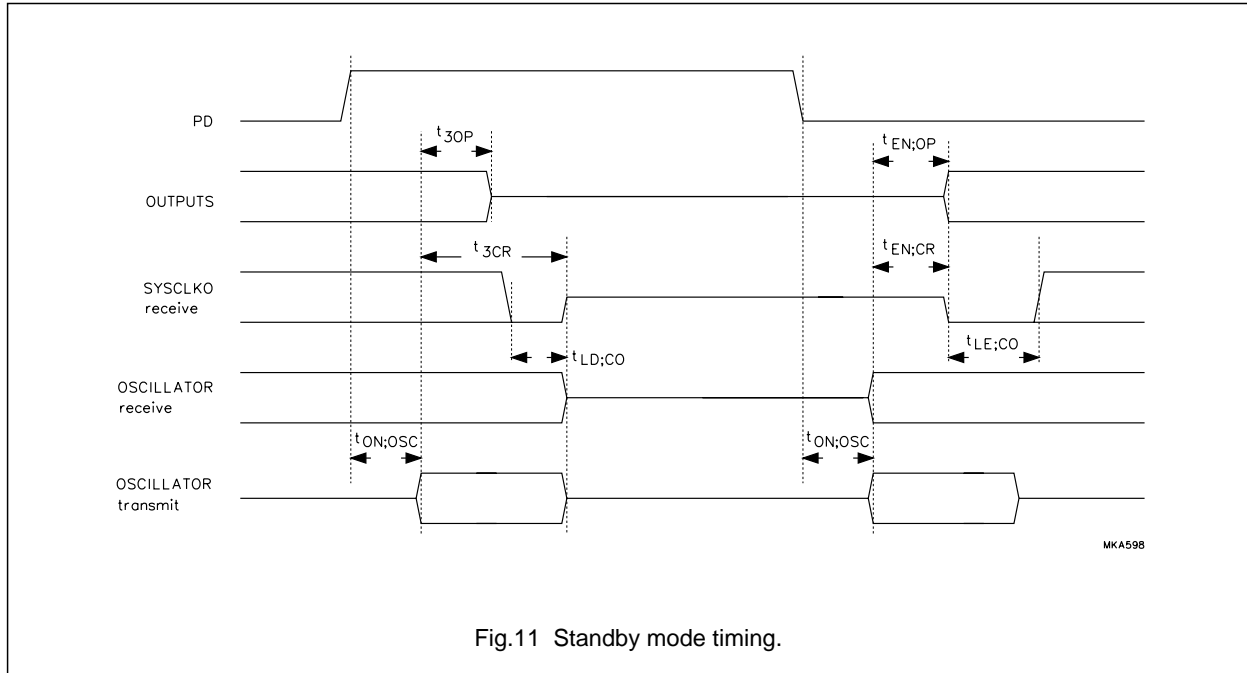 PD
t3OP
tEN;OP
OUTPUTS
t3CR
tEN;CR
SYSCLKO
receive
tLD;CO
tLE;CO
OSCILLATOR
receive
tON;OSC
tON;OSC
OSCILLATOR
transmit
MKA598
Fig.11 Standby mode timing.